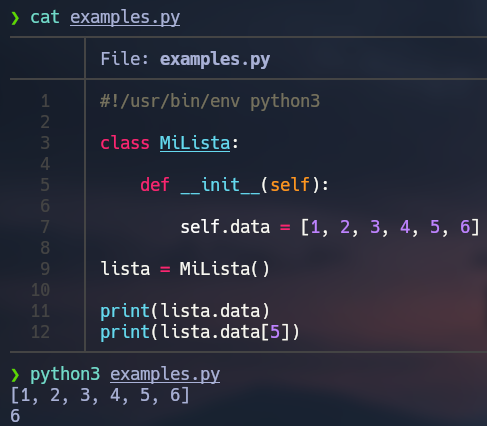 ❯ cat examples.py
File: examples.py
1 #!/usr/bin/env python3
2
3 class MiLista:
4
5     def __init__(self):
6
7         self.data = [1, 2, 3, 4, 5, 6]
8
9 lista = MiLista()
10
11 print(lista.data)
12 print(lista.data[5])
❯ python3 examples.py
[1, 2, 3, 4, 5, 6]
6